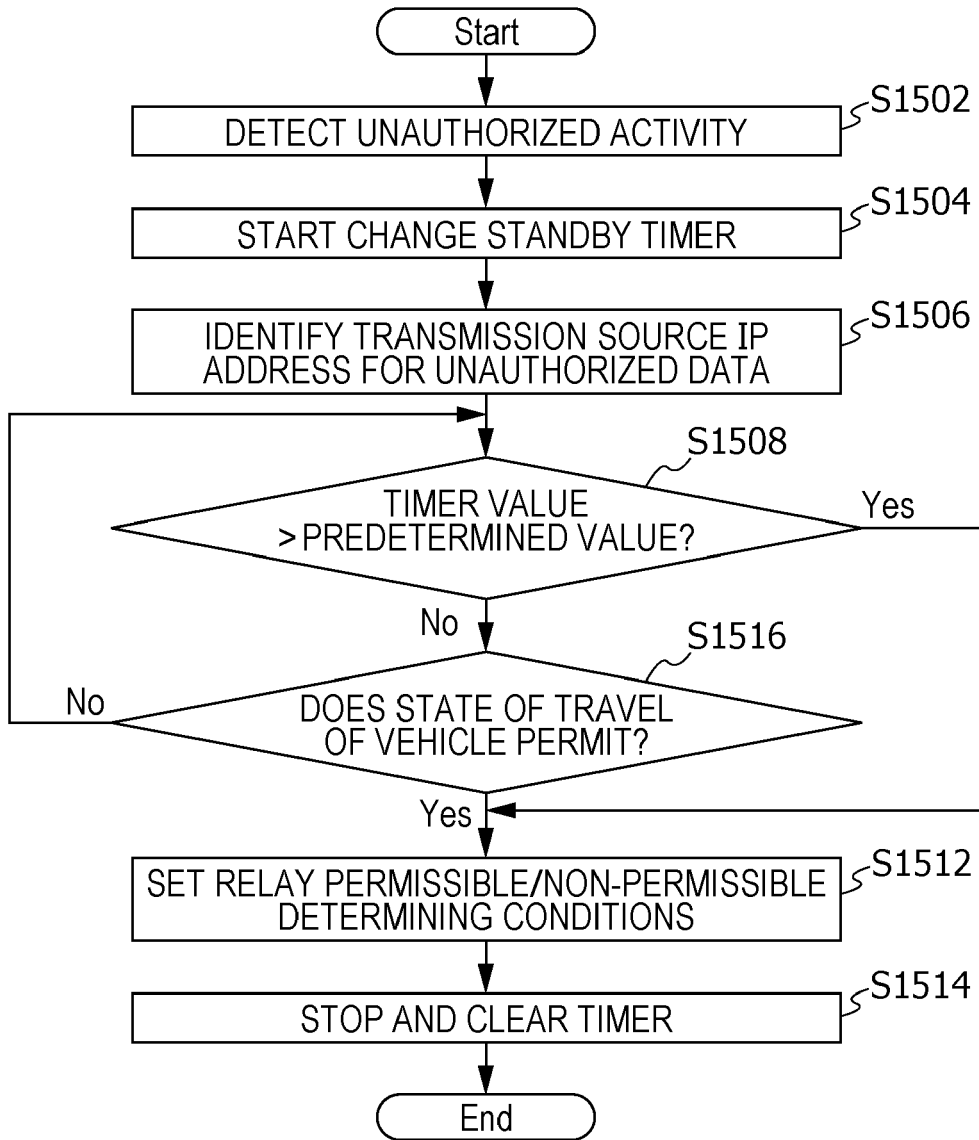 Start
S1502
DETECT UNAUTHORIZED ACTIVITY
S1504
START CHANGE STANDBY TIMER
S1506
IDENTIFY TRANSMISSION SOURCE IP
ADDRESS FOR UNAUTHORIZED DATA
S1508
TIMER VALUE
>PREDETERMINED VALUE?
Yes
No
S1516
DOES STATE OF TRAVEL
OF VEHICLE PERMIT?
No
Yes
S1512
SET RELAY PERMISSIBLE/NON-PERMISSIBLE
DETERMINING CONDITIONS
S1514
STOP AND CLEAR TIMER
End